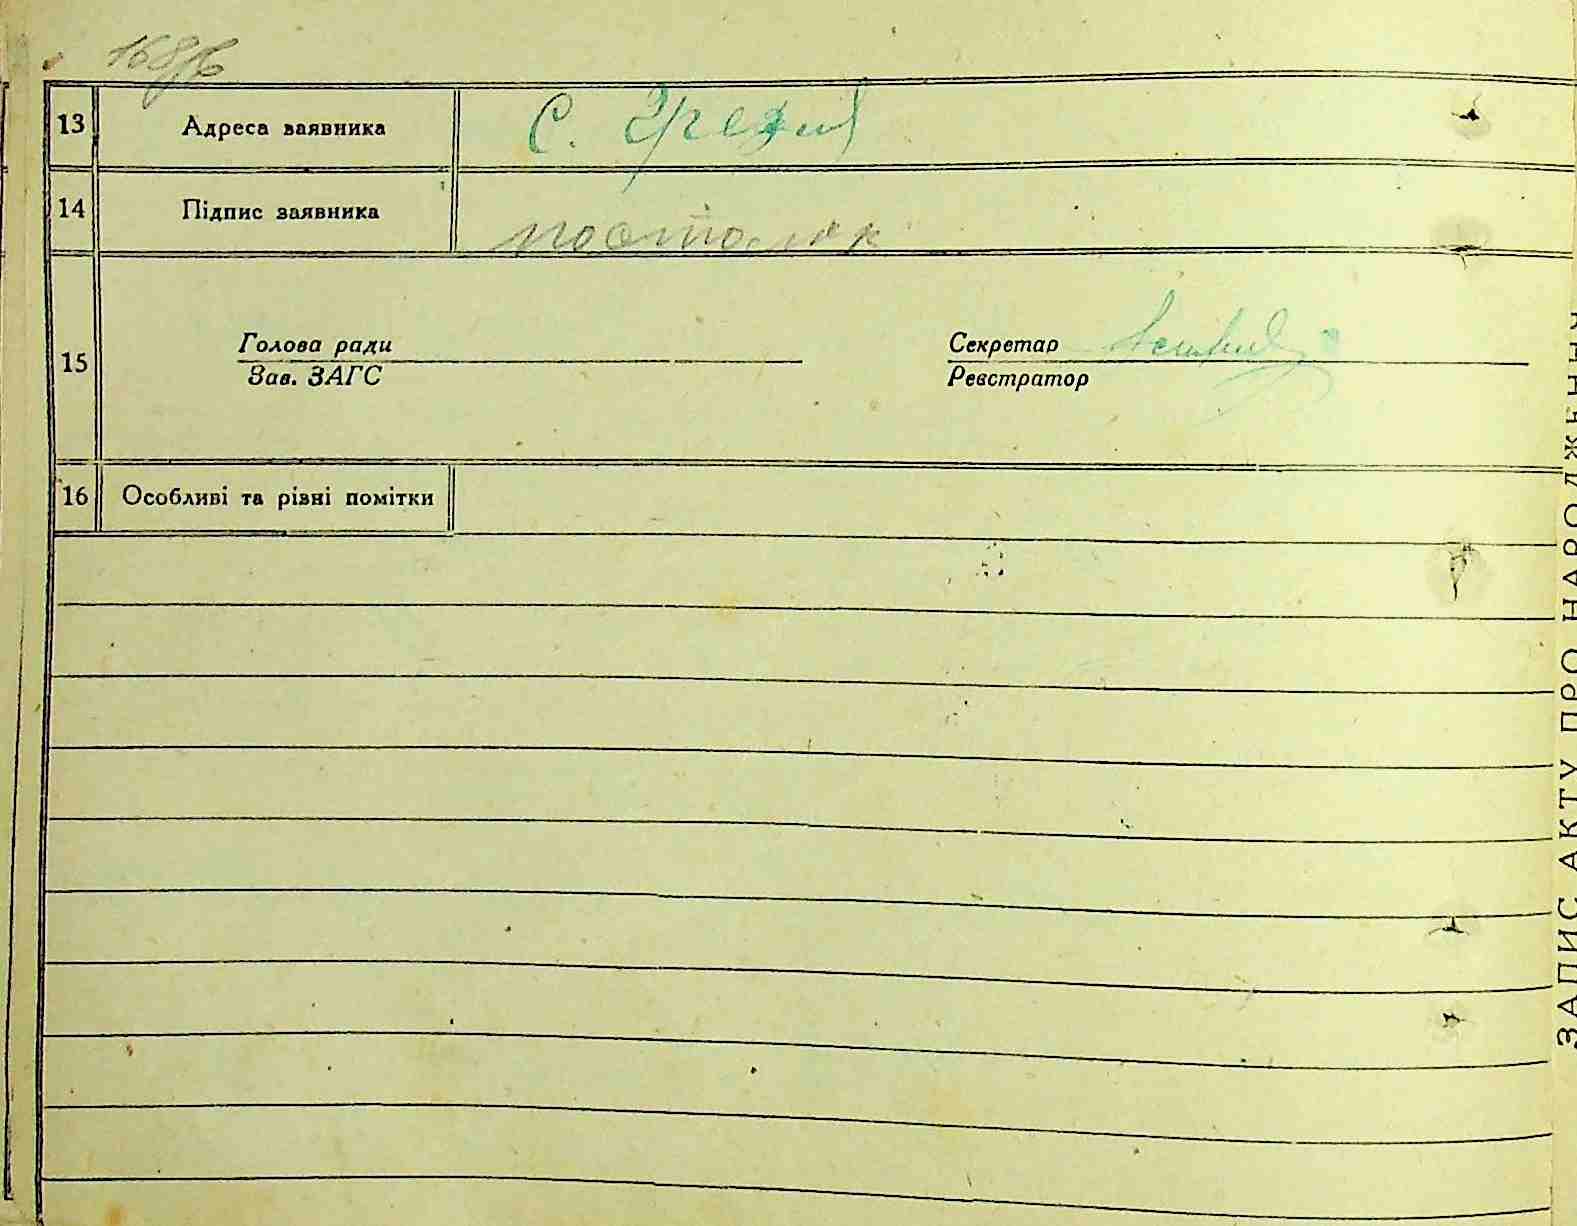 13 Адреса заявника С.
14 Підпис заявника постолюк
15 Голова ради Секретар
Зав. ЗАГС Реєстратор
16 Особливі та різні помітки
ЗАПИС АКТУ ПРО НАРОДЖЕННЯ